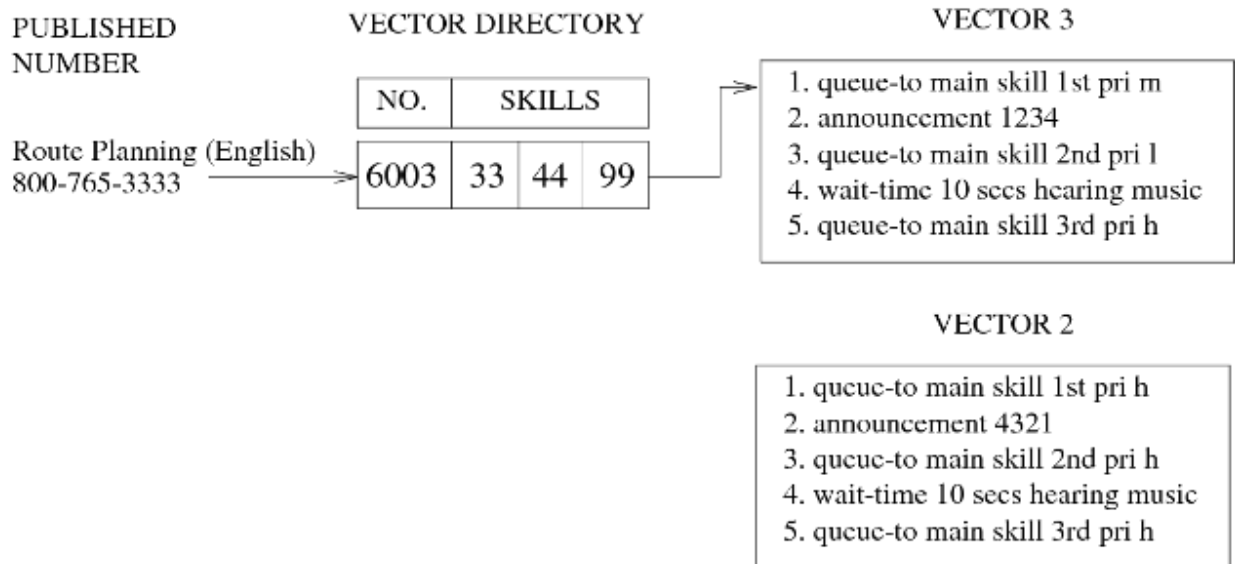 PUBLISHED
NUMBER
VECTOR DIRECTORY
NO. SKILLS
Route Planning (English)
800-765-3333
6003 33 44 99
VECTOR 3
1. queue-to main skill 1st pri m
2. announcement 1234
3. queue-to main skill 2nd pri l
4. wait-time 10 secs hearing music
5. queue-to main skill 3rd pri h
VECTOR 2
1. queue-to main skill 1st pri h
2. announcement 4321
3. queue-to main skill 2nd pri h
4. wait-time 10 secs hearing music
5. queue-to main skill 3rd pri h